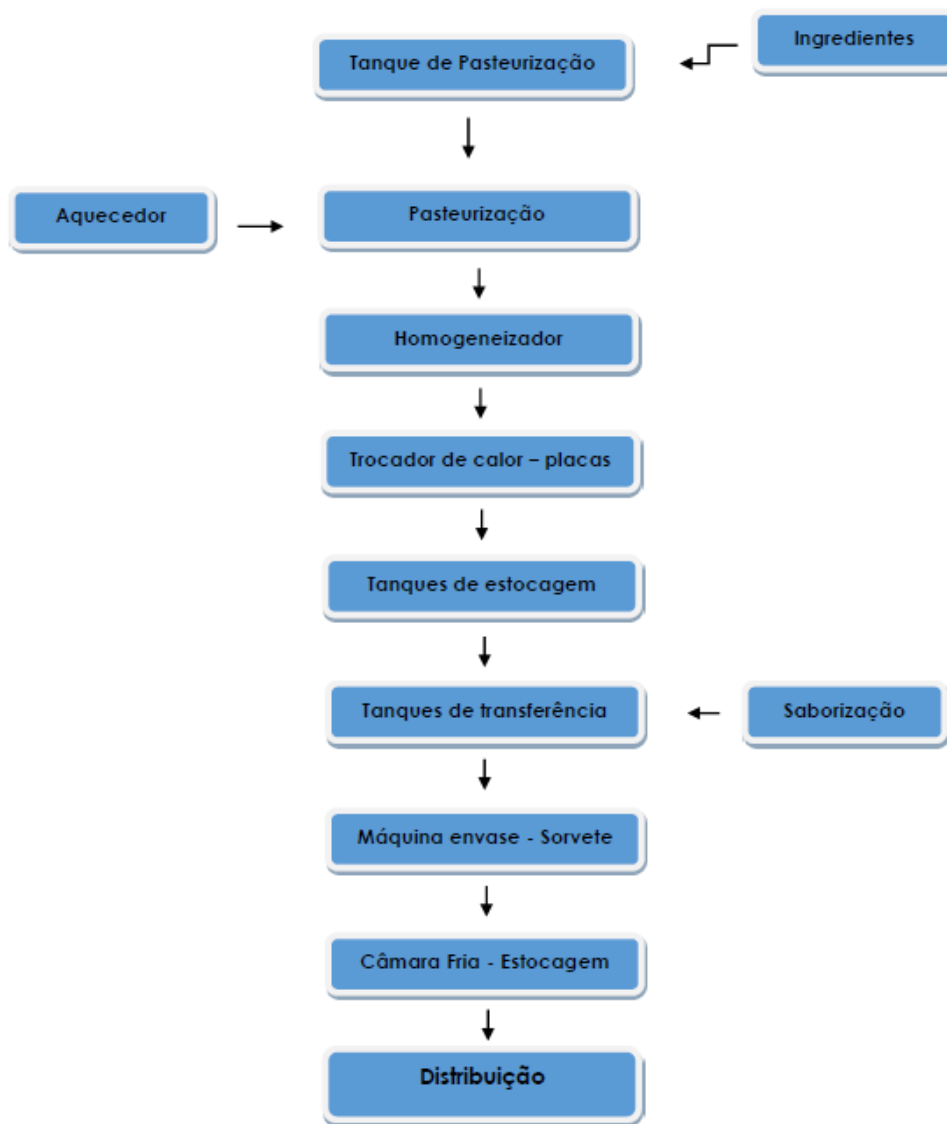 Ingredientes
Tanque de Pasteurização
Aquecedor
Pasteurização
Homogeneizador
Trocador de calor – placas
Tanques de estocagem
Tanques de transferência
Saborização
Máquina envase - Sorvete
Câmara Fria - Estocagem
Distribuição